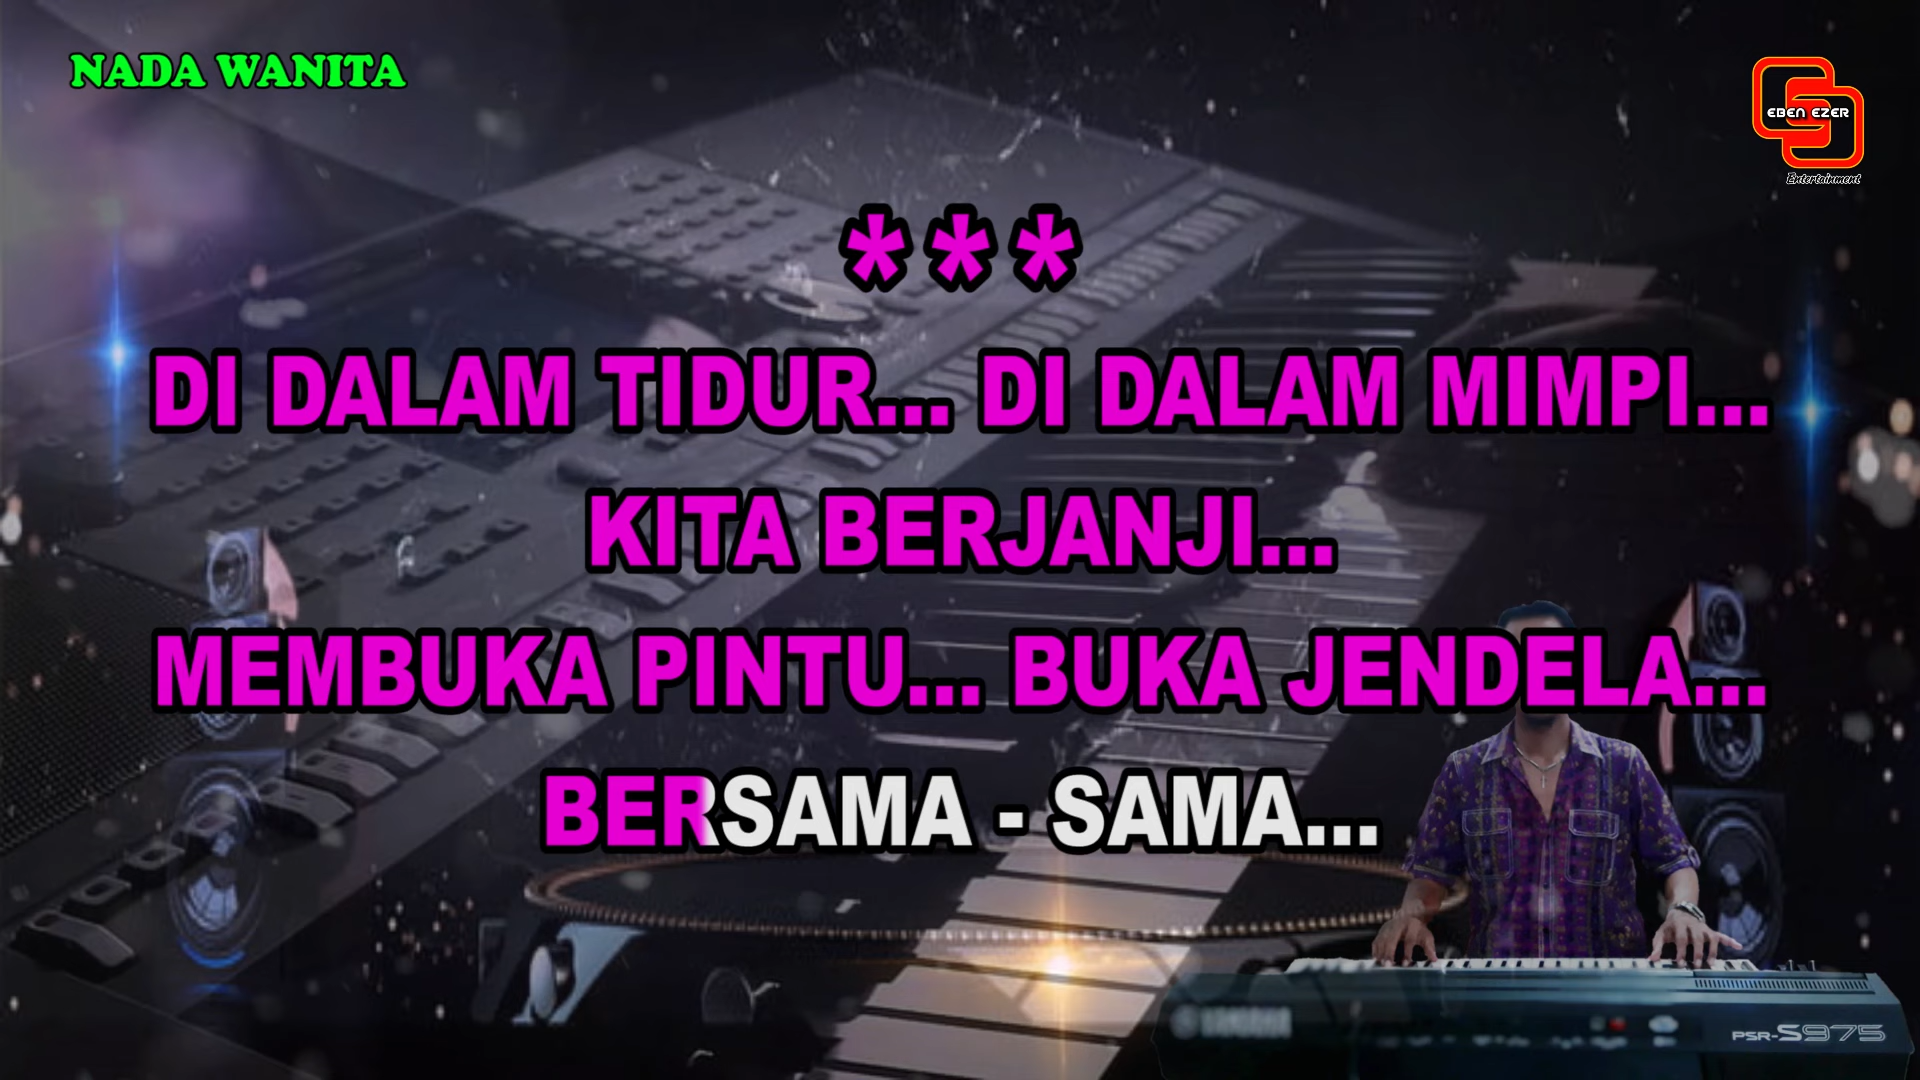 NADA WANITA
EBEN EZER
Entertainment
***
DI DALAM TIDUR... DI DALAM MIMPI...
KITA BERJANJI...
MEMBUKA PINTU... BUKA JENDELA...
BERSAMA - SAMA...
YAMAHA
PSR-S975